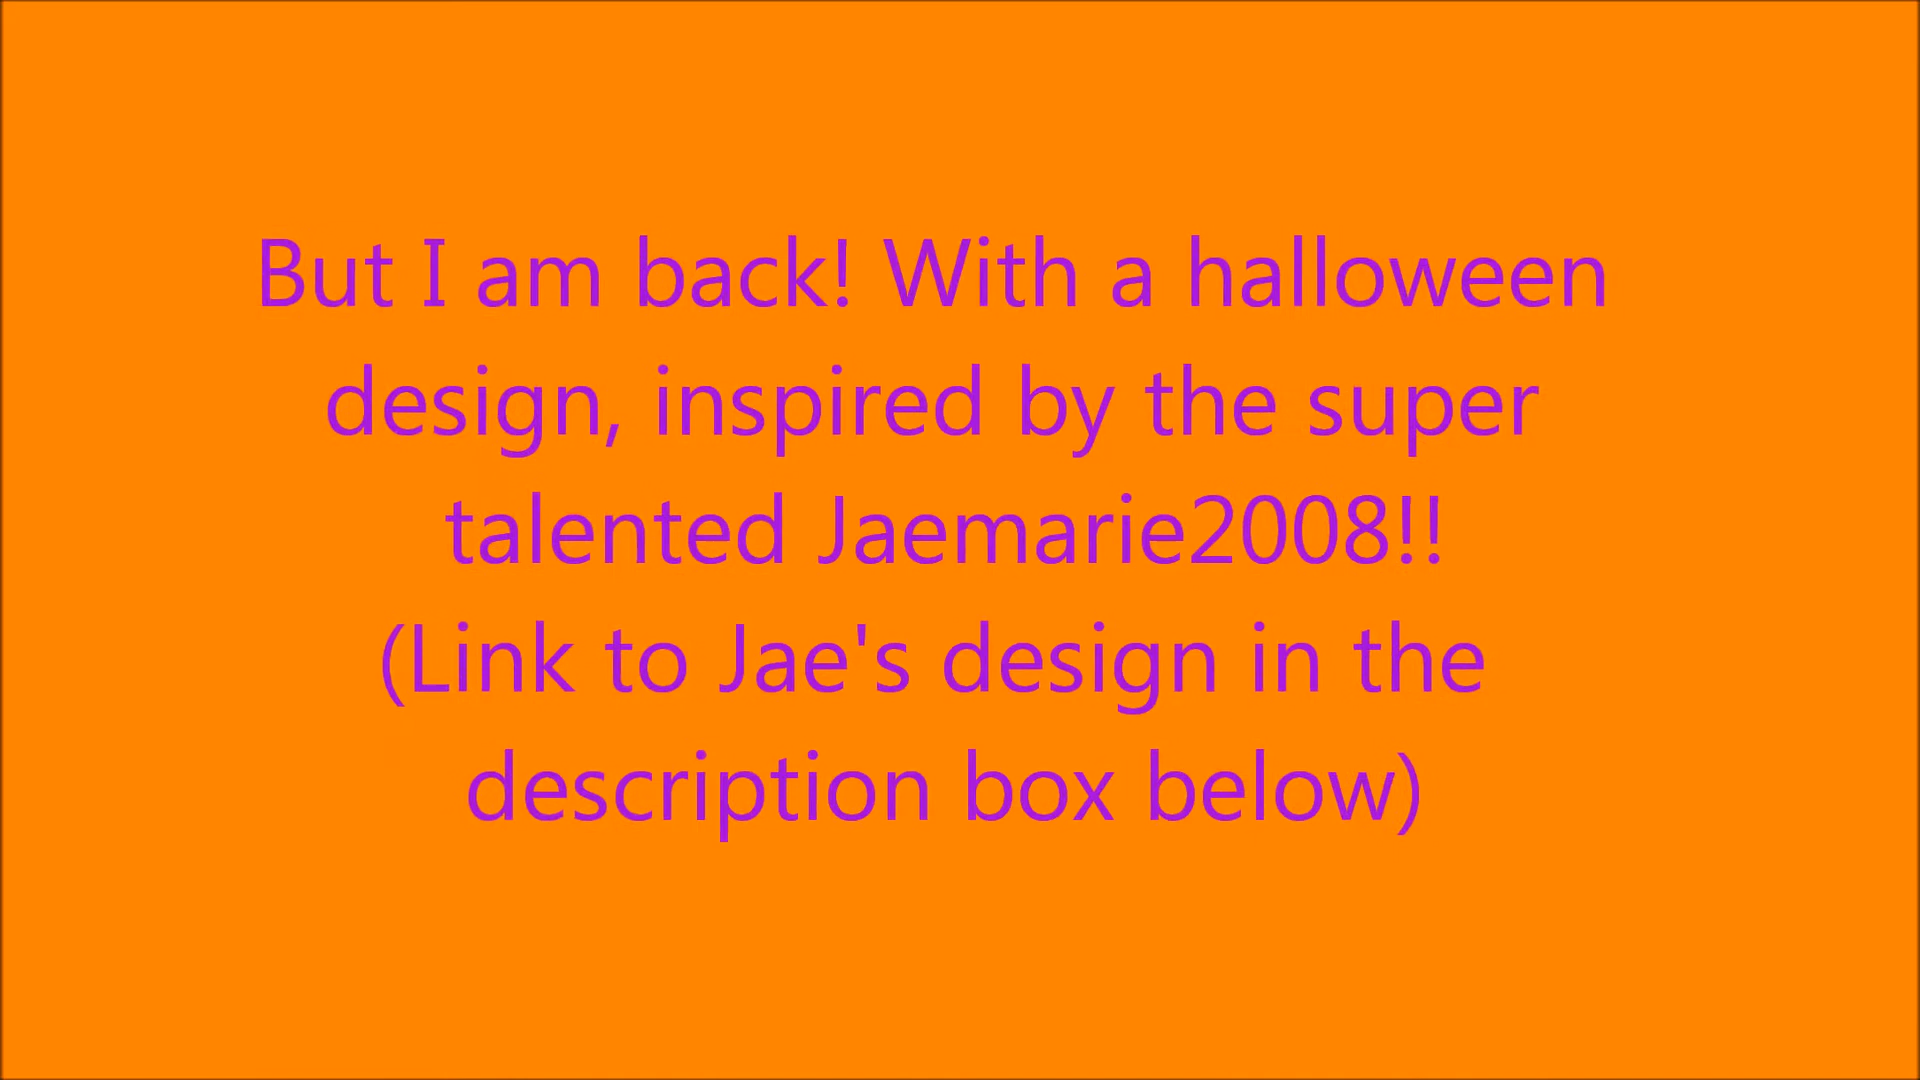 But I am back! With a halloween
design, inspired by the super
talented Jaemarie2008!!
(Link to Jae's design in the
description box below)